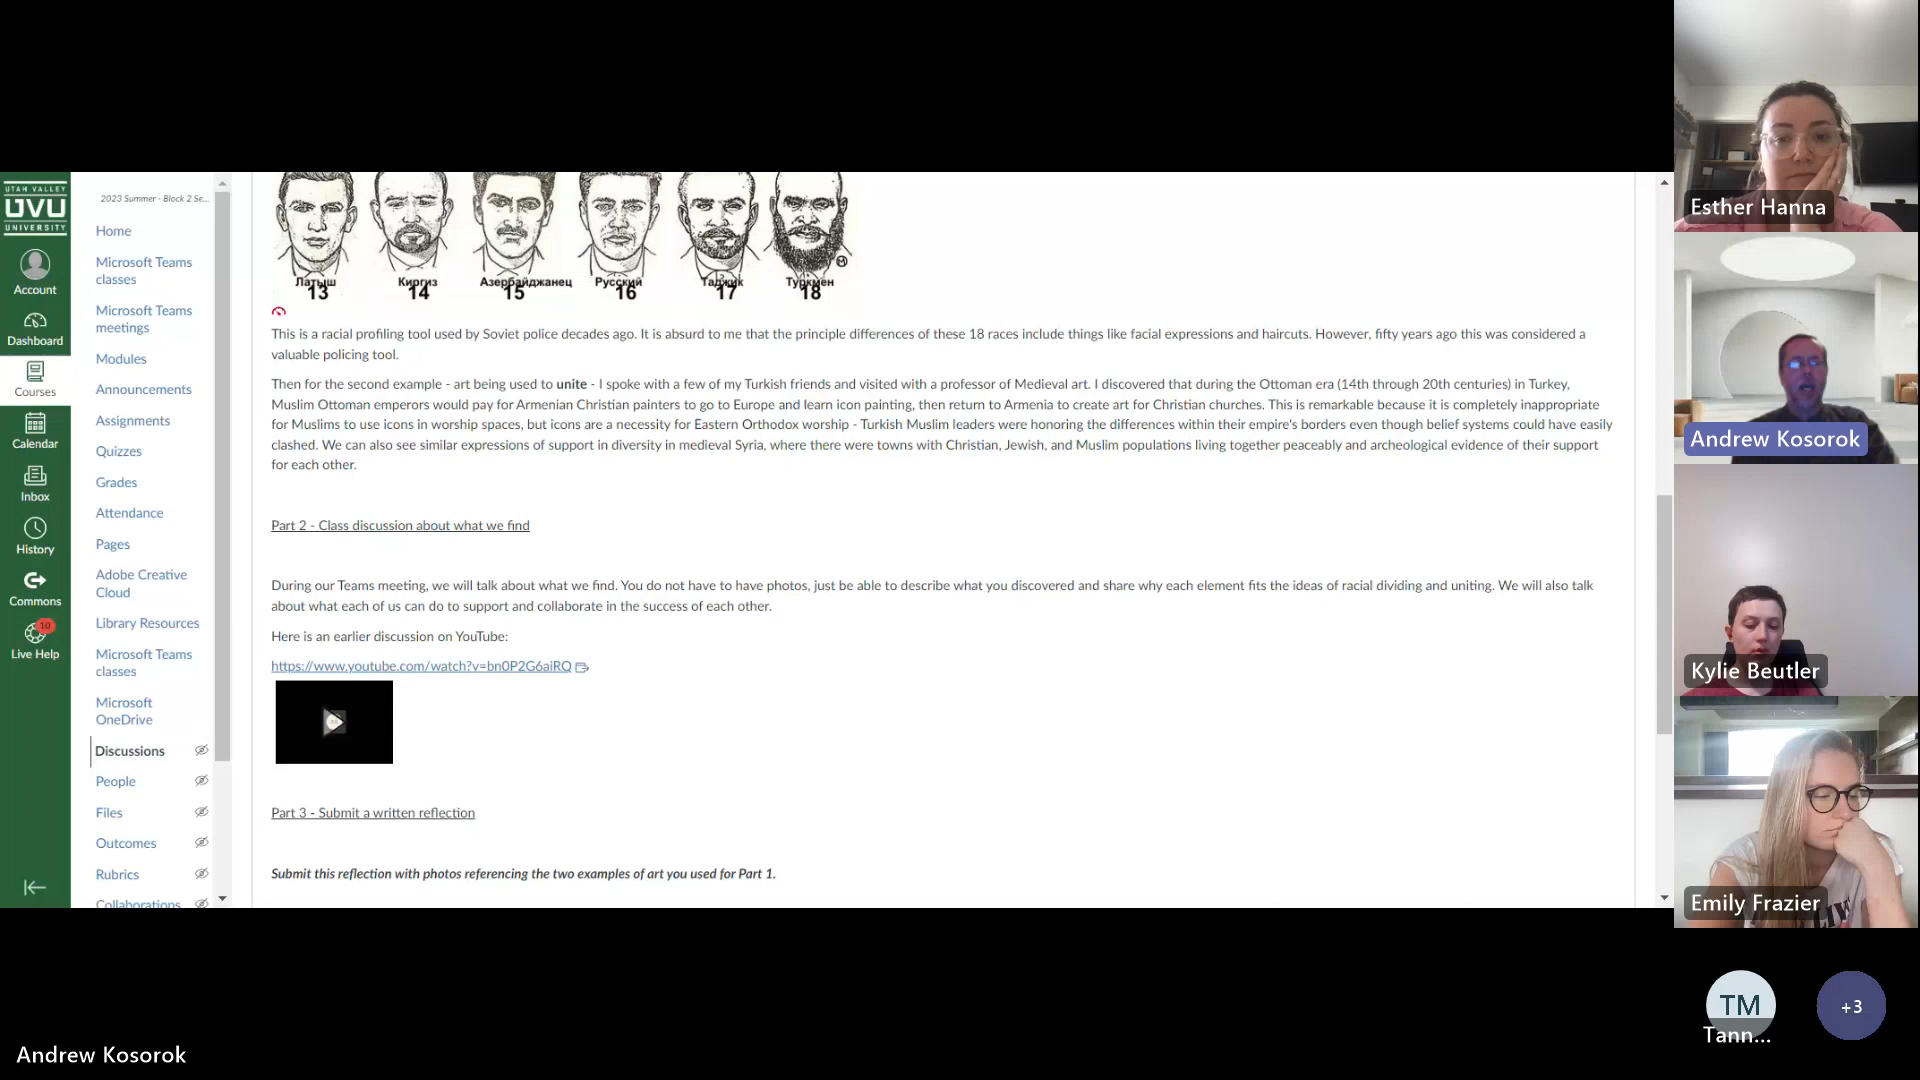 UTAH VALLEY
UVU
UNIVERSITY
Account
Dashboard
Courses
Calendar
Inbox
History
Commons
10
Live Help
2023 Summer - Block 2 Se...
Home
Microsoft Teams
classes
Microsoft Teams
meetings
Modules
Announcements
Assignments
Quizzes
Grades
Attendance
Pages
Adobe Creative
Cloud
Library Resources
Microsoft Teams
classes
Microsoft
OneDrive
Discussions
People
Files
Outcomes
Rubrics
Collaborations
Латыш Киргиз Азербайджанец Русский Таджик Туркмен
13 14 15 16 17 18
This is a racial profiling tool used by Soviet police decades ago. It is absurd to me that the principle differences of these 18 races include things like facial expressions and haircuts. However, fifty years ago this was considered a
valuable policing tool.
Then for the second example - art being used to unite - I spoke with a few of my Turkish friends and visited with a professor of Medieval art. I discovered that during the Ottoman era (14th through 20th centuries) in Turkey,
Muslim Ottoman emperors would pay for Armenian Christian painters to go to Europe and learn icon painting, then return to Armenia to create art for Christian churches. This is remarkable because it is completely inappropriate
for Muslims to use icons in worship spaces, but icons are a necessity for Eastern Orthodox worship - Turkish Muslim leaders were honoring the differences within their empire's borders even though belief systems could have easily
clashed. We can also see similar expressions of support in diversity in medieval Syria, where there were towns with Christian, Jewish, and Muslim populations living together peaceably and archeological evidence of their support
for each other.
Part 2 - Class discussion about what we find
During our Teams meeting, we will talk about what we find. You do not have to have photos, just be able to describe what you discovered and share why each element fits the ideas of racial dividing and uniting. We will also talk
about what each of us can do to support and collaborate in the success of each other.
Here is an earlier discussion on YouTube:
https://www.youtube.com/watch?v=bn0P2G6aiRQ
Part 3 - Submit a written reflection
Submit this reflection with photos referencing the two examples of art you used for Part 1.
Esther Hanna
Andrew Kosorok
Kylie Beutler
Emily Frazier
TM
Tann...
+3
Andrew Kosorok